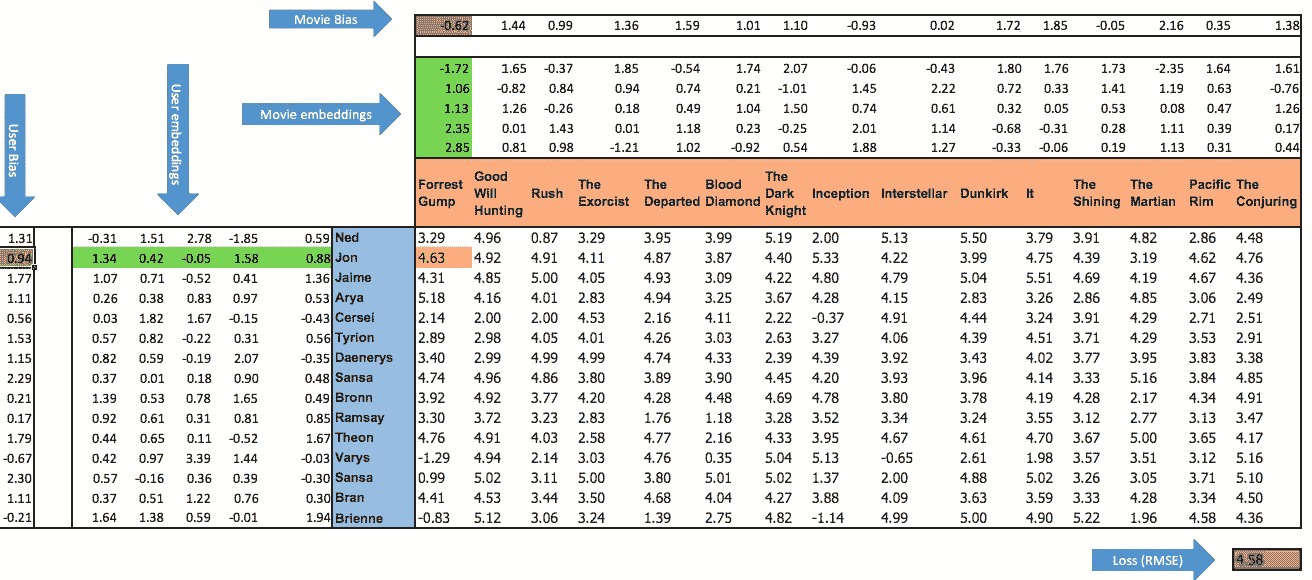 Movie Bias
-0.62 1.44 0.99 1.36 1.59 1.01 1.10 -0.93 0.02 1.72 1.85 -0.05 2.16 0.35 1.38
-1.72 1.65 -0.37 1.85 -0.54 1.74 2.07 -0.06 -0.43 1.80 1.76 1.73 -2.35 1.64 1.61
1.06 -0.82 0.84 0.94 0.74 0.21 -1.01 1.45 2.22 0.72 0.33 1.41 1.19 0.63 -0.76
Movie embeddings
1.13 1.26 -0.26 0.18 0.49 1.04 1.50 0.74 0.61 0.32 0.05 0.53 0.08 0.47 1.26
2.35 0.01 1.43 0.01 1.18 0.23 -0.25 2.01 1.14 -0.68 -0.31 0.28 1.11 0.39 0.17
2.85 0.81 0.98 -1.21 1.02 -0.92 0.54 1.88 1.27 -0.33 -0.06 0.19 1.13 0.31 0.44
User Bias
User embeddings
Forrest Gump Good Will Hunting Rush The Exorcist The Departed Blood Diamond The Dark Knight Inception Interstellar Dunkirk It The Shining The Martian Pacific Rim The Conjuring
1.31 -0.31 1.51 2.78 -1.85 0.59 Ned 3.29 4.96 0.87 3.29 3.95 3.99 5.19 2.00 5.13 5.50 3.79 3.91 4.82 2.86 4.48
0.94 1.34 0.42 -0.05 1.58 0.88 Jon 4.63 4.92 4.91 4.11 4.87 3.87 4.40 5.33 4.22 3.99 4.75 4.39 3.19 4.62 4.76
1.77 1.07 0.71 -0.52 0.41 1.36 Jaime 4.31 4.85 5.00 4.05 4.93 3.09 4.22 4.80 4.79 5.04 5.51 4.69 4.19 4.67 4.36
1.11 0.26 0.38 0.83 0.97 0.53 Arya 5.18 4.16 4.01 2.83 4.94 3.25 3.67 4.28 4.15 2.83 3.26 2.86 4.85 3.06 2.49
0.56 0.03 1.82 1.67 -0.15 -0.43 Cersei 2.14 2.00 2.00 4.53 2.16 4.11 2.22 -0.37 4.91 4.44 3.24 3.91 4.29 2.71 2.51
1.53 0.57 0.82 -0.22 0.31 0.56 Tyrion 2.89 2.98 4.05 4.01 4.26 3.03 2.63 3.27 4.06 4.39 4.51 3.71 4.29 3.53 2.91
1.15 0.82 0.59 -0.19 2.07 -0.35 Daenerys 3.40 2.99 4.99 4.99 4.74 4.33 2.39 4.39 3.92 3.43 4.02 3.77 3.95 3.83 3.38
2.29 0.37 0.01 0.18 0.90 0.48 Sansa 4.74 4.96 4.86 3.80 3.89 3.90 4.45 4.20 3.93 3.96 4.14 3.33 5.16 3.84 4.85
0.21 1.39 0.53 0.78 1.65 0.49 Bronn 3.92 4.92 3.77 4.20 4.28 4.48 4.69 4.78 3.80 3.78 4.19 4.28 2.17 4.34 4.91
0.17 0.92 0.61 0.31 0.81 0.85 Ramsay 3.30 3.72 3.23 2.83 1.76 1.18 3.28 3.52 3.34 3.24 3.55 3.12 2.77 3.13 3.47
1.79 0.44 0.65 0.11 -0.52 1.67 Theon 4.76 4.91 4.03 2.58 4.77 2.16 4.33 3.95 4.67 4.61 4.70 3.67 5.00 3.65 4.17
-0.67 0.42 0.97 3.39 1.44 -0.03 Varys -1.29 4.94 2.14 3.03 4.76 0.35 5.04 5.13 -0.65 2.61 1.98 3.57 3.51 3.12 5.16
2.30 0.57 -0.16 0.36 0.39 -0.30 Sansa 0.99 5.02 3.11 5.00 3.80 5.01 5.02 1.37 2.00 4.88 5.02 3.26 3.05 3.71 5.10
1.11 0.37 0.51 1.22 0.76 0.30 Bran 4.41 4.53 3.44 3.50 4.68 4.04 4.27 3.88 4.09 3.63 3.59 3.33 4.28 3.34 4.50
-0.21 1.64 1.38 0.59 -0.01 1.94 Brienne -0.83 5.12 3.06 3.24 1.39 2.75 4.82 -1.14 4.99 5.00 4.90 5.22 1.96 4.58 4.36
Loss (RMSE) 4.58